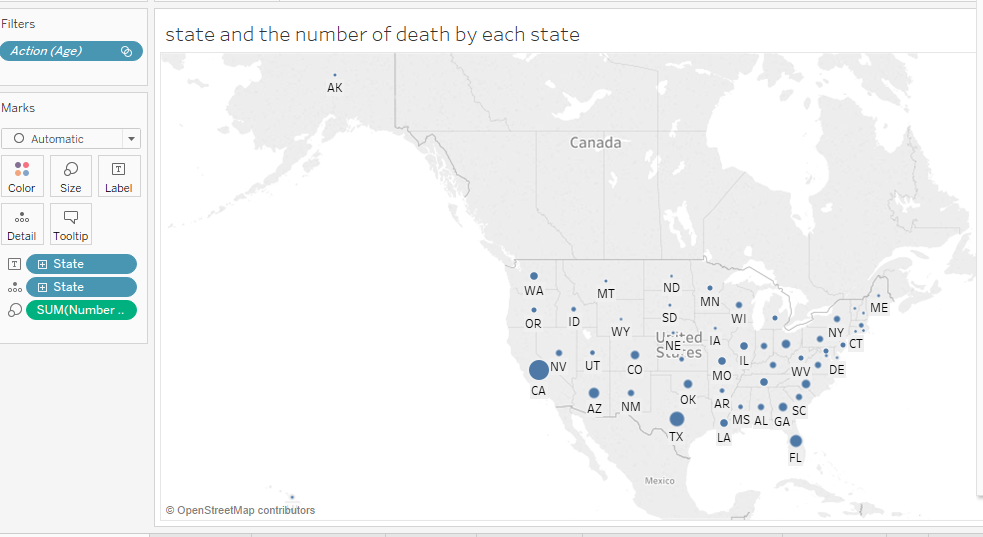 Filters
Action (Age)
Marks
Automatic
Color
Size
Label
Detail
Tooltip
State
State
SUM(Number ..
state and the number of death by each state
AK
Canada
WA
MT
ND
MN
ME
OR
ID
SD
WI
NY
WY
United
States
NE
IA
IL
CT
NV
UT
CO
MO
WV
DE
CA
AZ
NM
OK
AR
MS
AL
GA
SC
TX
LA
FL
Mexico
© OpenStreetMap contributors